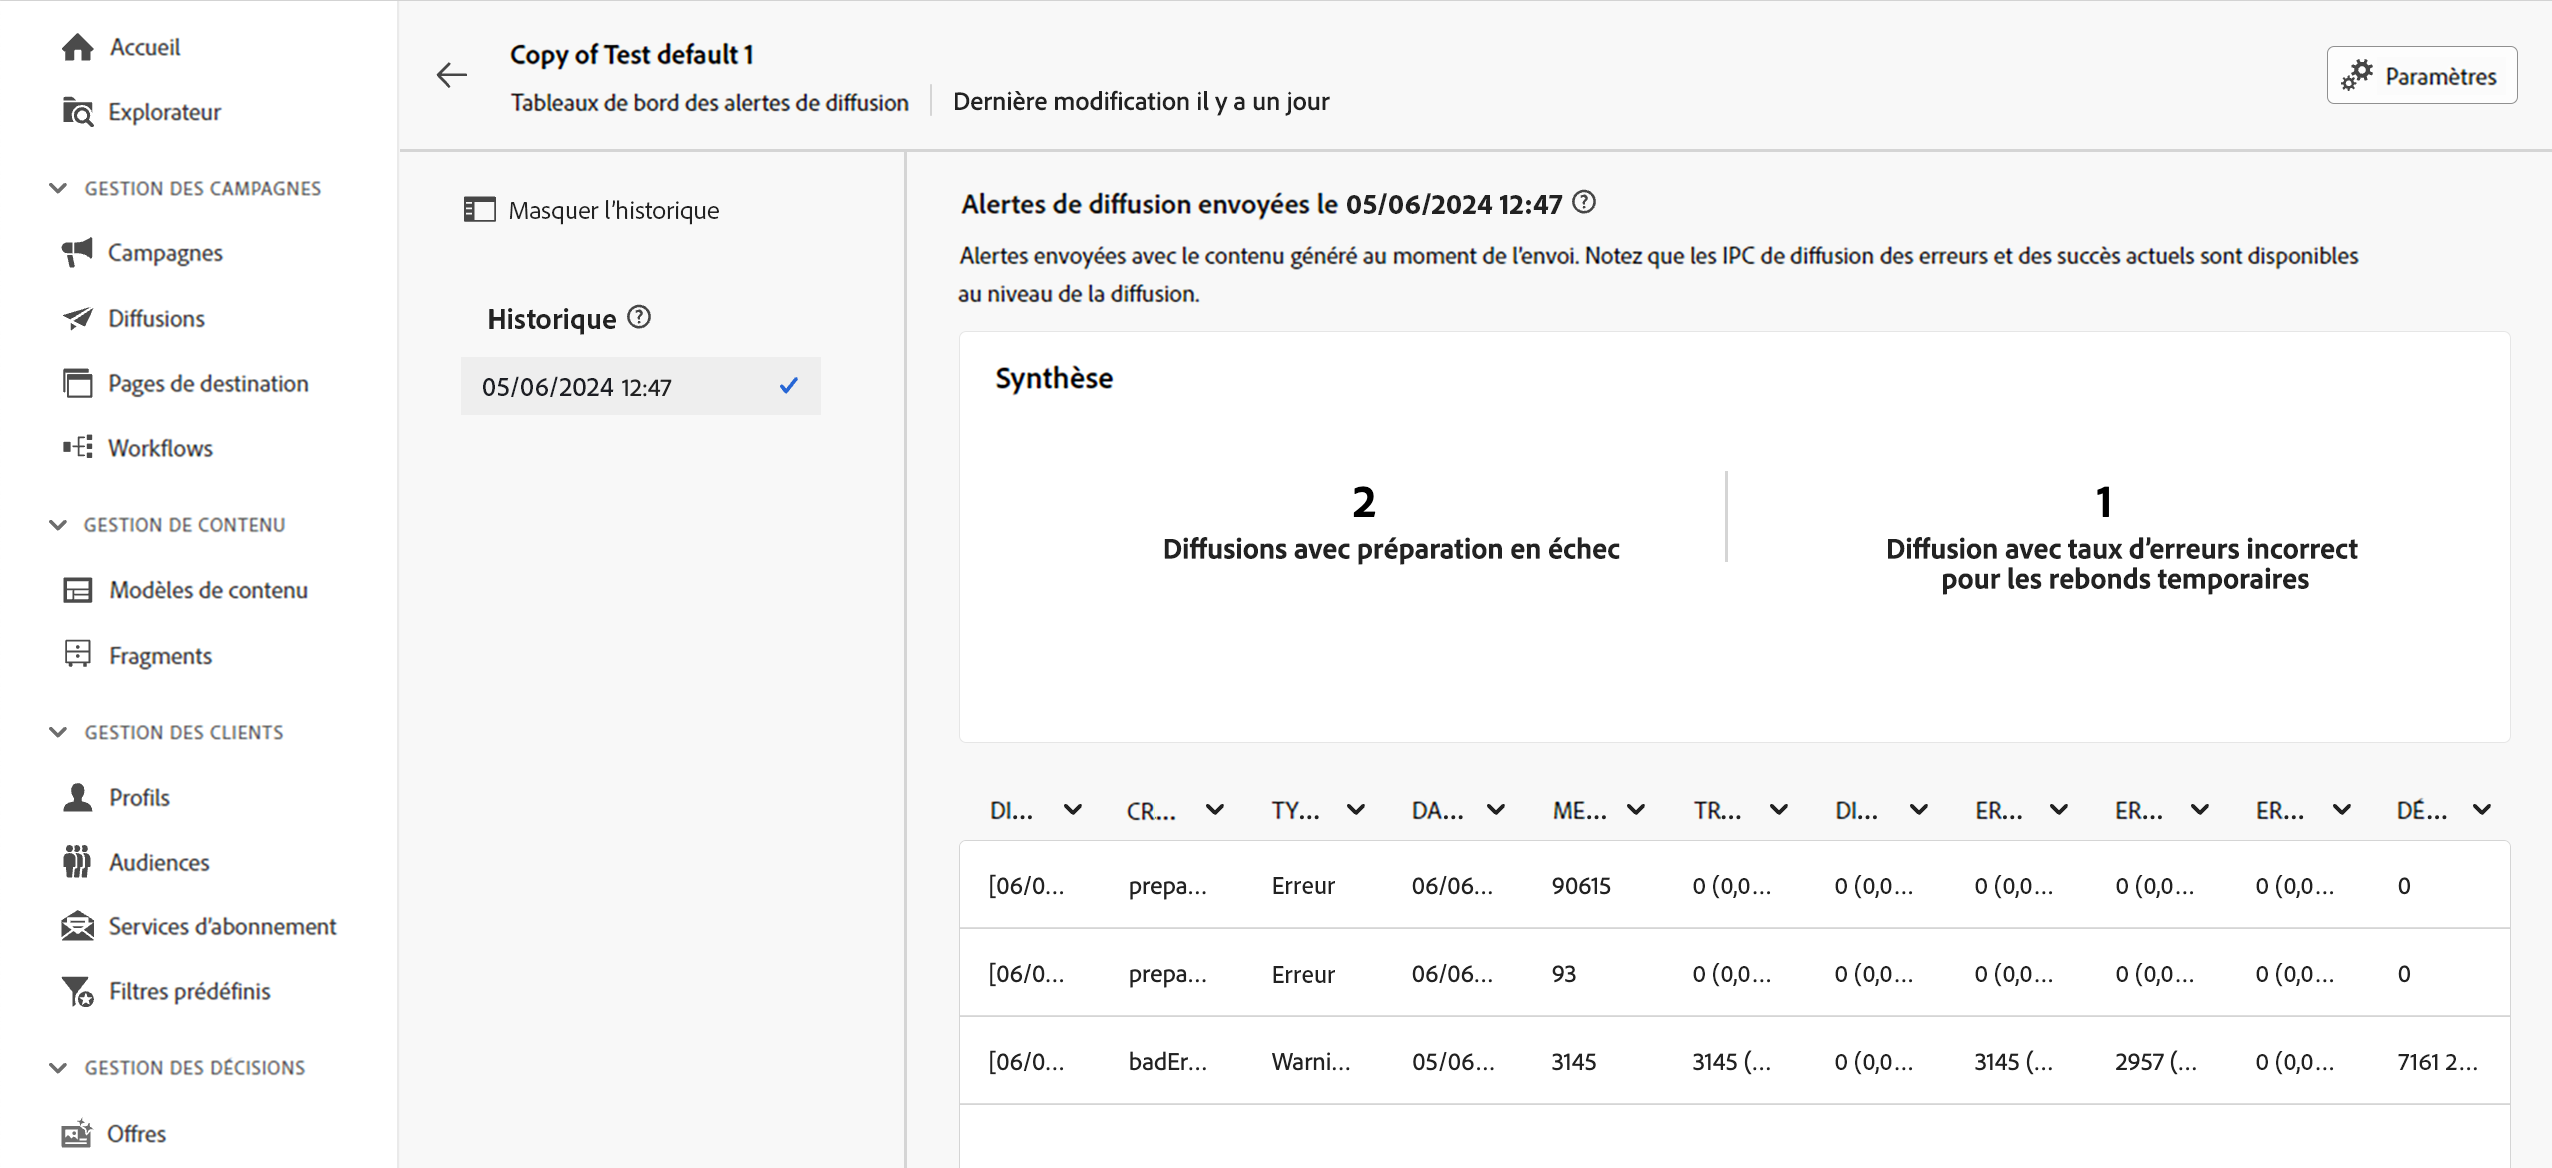 Accueil
Explorateur
GESTION DES CAMPAGNES
Campagnes
Diffusions
Pages de destination
Workflows
GESTION DE CONTENU
Modèles de contenu
Fragments
GESTION DES CLIENTS
Profils
Audiences
Services d’abonnement
Filtres prédéfinis
GESTION DES DÉCISIONS
Offres
Copy of Test default 1
Tableaux de bord des alertes de diffusion
Dernière modification il y a un jour
Paramètres
Masquer l’historique
Historique
05/06/2024 12:47
Alertes de diffusion envoyées le 05/06/2024 12:47
Alertes envoyées avec le contenu généré au moment de l’envoi. Notez que les IPC de diffusion des erreurs et des succès actuels sont disponibles
au niveau de la diffusion.
Synthèse
2
Diffusions avec préparation en échec
1
Diffusion avec taux d’erreurs incorrect
pour les rebonds temporaires
DI... CR... TY... DA... ME... TR... DI... ER... ER... ER... DÉ...
[06/0... prepa... Erreur 06/06... 90615 0 (0,0... 0 (0,0... 0 (0,0... 0 (0,0... 0 (0,0... 0
[06/0... prepa... Erreur 06/06... 93 0 (0,0... 0 (0,0... 0 (0,0... 0 (0,0... 0 (0,0... 0
[06/0... badEr... Warni... 05/06... 3145 3145 (... 0 (0,0... 3145 (... 2957 (... 0 (0,0... 7161 2...